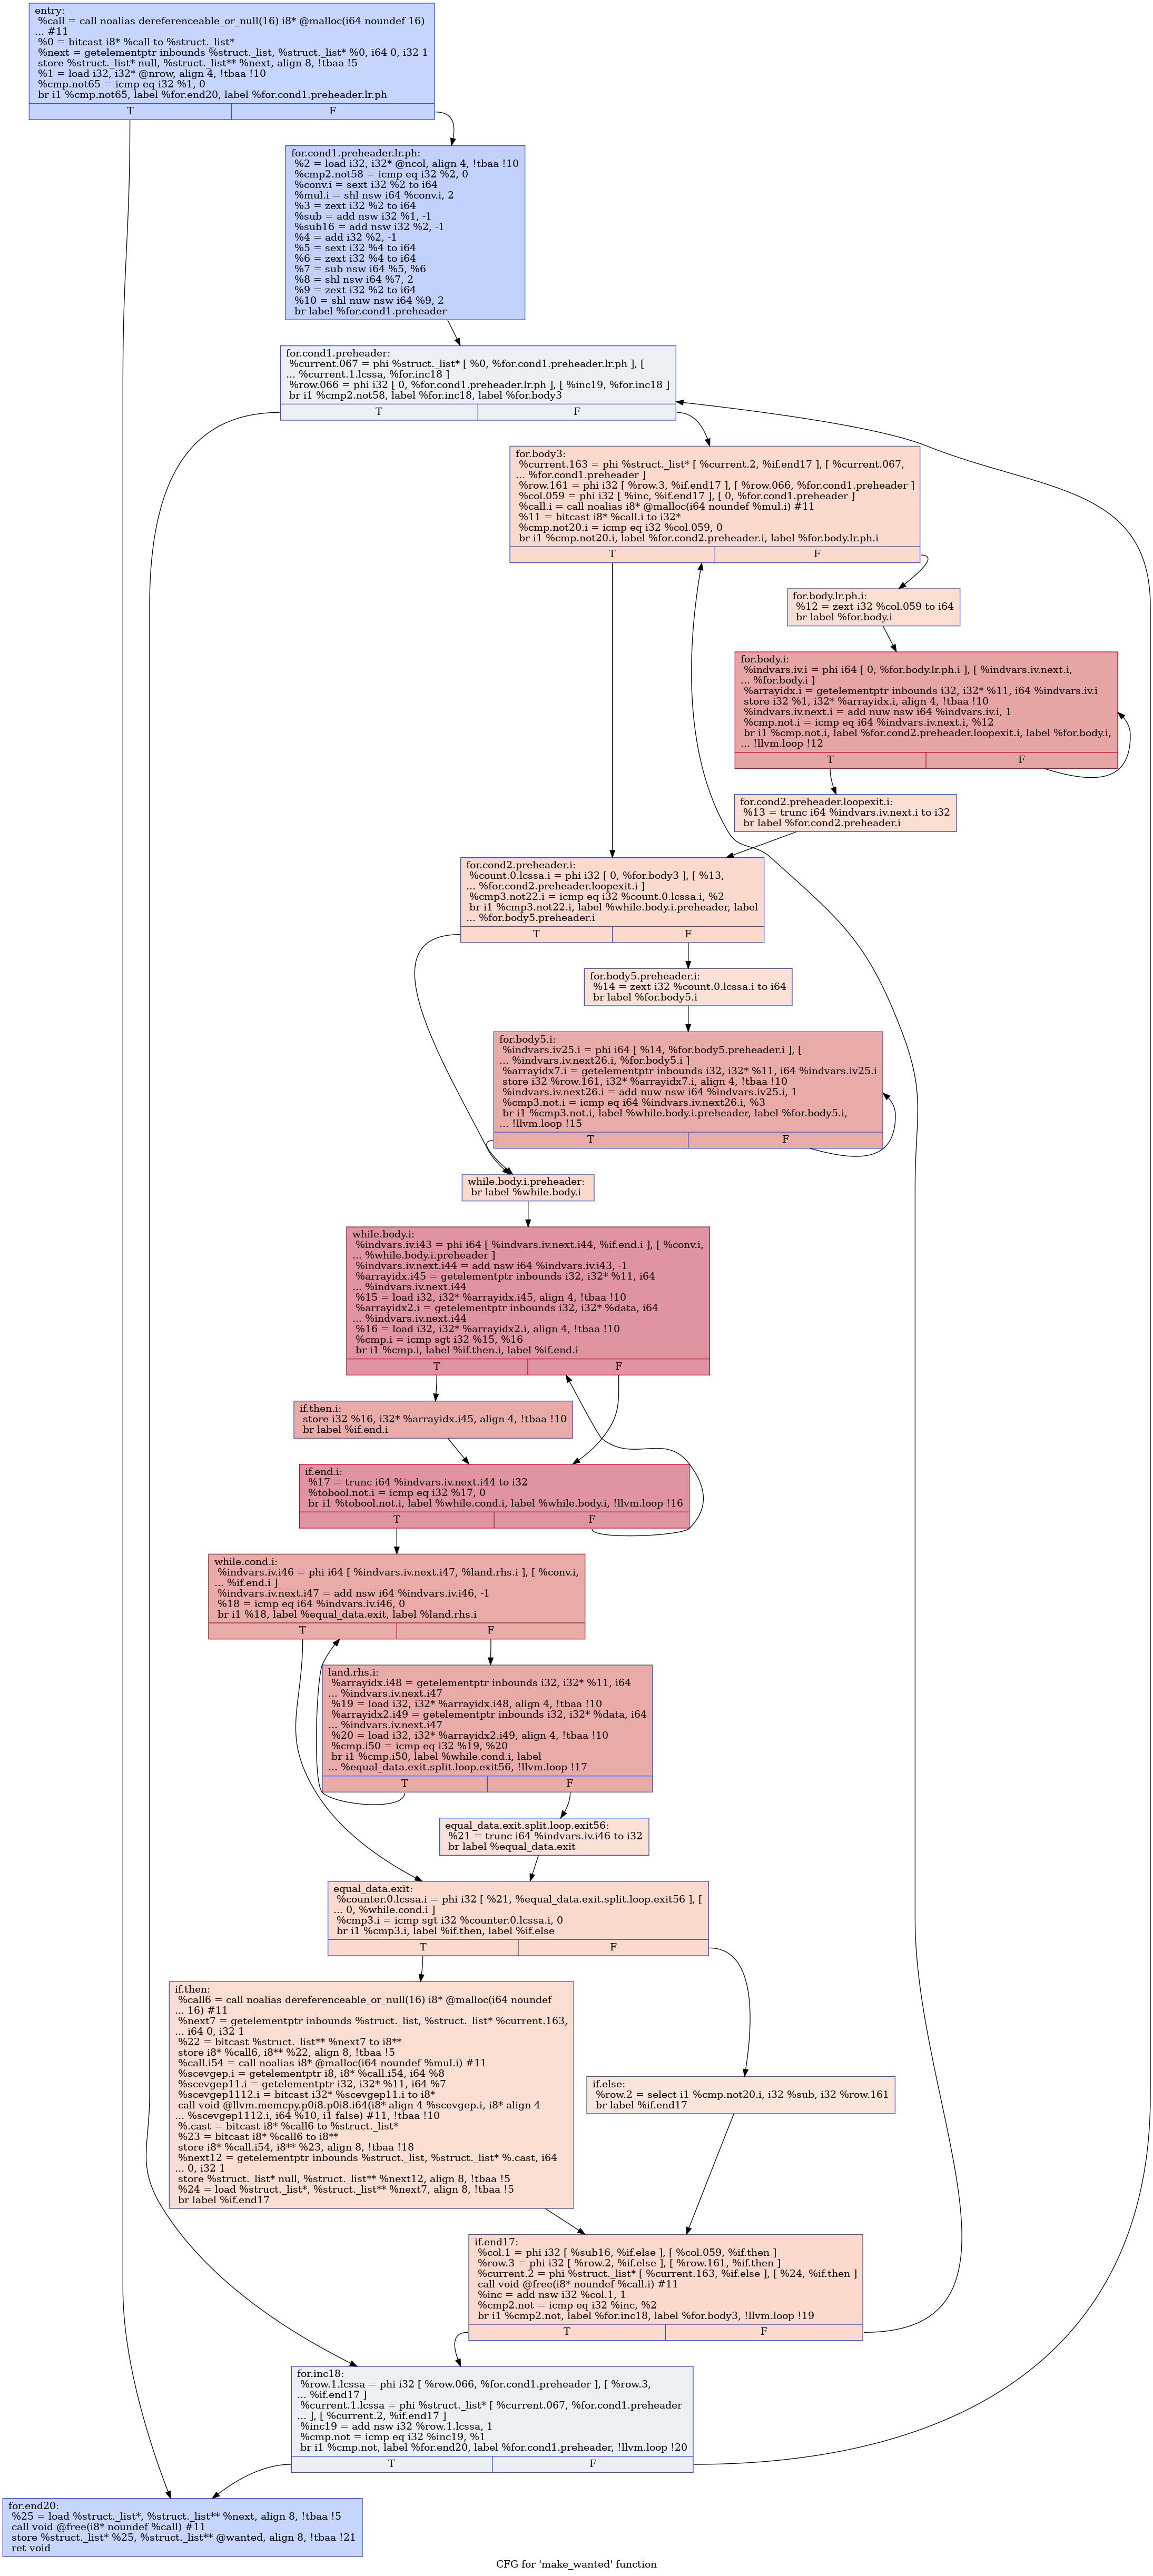 entry:
%call = call noalias dereferenceable_or_null(16) i8* @malloc(i64 noundef 16)
... #11
%0 = bitcast i8* %call to %struct._list*
%next = getelementptr inbounds %struct._list, %struct._list* %0, i64 0, i32 1
store %struct._list* null, %struct._list** %next, align 8, !tbaa !5
%1 = load i32, i32* @nrow, align 4, !tbaa !10
%cmp.not65 = icmp eq i32 %1, 0
br i1 %cmp.not65, label %for.end20, label %for.cond1.preheader.lr.ph
T F
for.cond1.preheader.lr.ph:
%2 = load i32, i32* @ncol, align 4, !tbaa !10
%cmp2.not58 = icmp eq i32 %2, 0
%conv.i = sext i32 %2 to i64
%mul.i = shl nsw i64 %conv.i, 2
%3 = zext i32 %2 to i64
%sub = add nsw i32 %1, -1
%sub16 = add nsw i32 %2, -1
%4 = add i32 %2, -1
%5 = sext i32 %4 to i64
%6 = zext i32 %4 to i64
%7 = sub nsw i64 %5, %6
%8 = shl nsw i64 %7, 2
%9 = zext i32 %2 to i64
%10 = shl nuw nsw i64 %9, 2
br label %for.cond1.preheader
for.cond1.preheader:
%current.067 = phi %struct._list* [ %0, %for.cond1.preheader.lr.ph ], [
... %current.1.lcssa, %for.inc18 ]
%row.066 = phi i32 [ 0, %for.cond1.preheader.lr.ph ], [ %inc19, %for.inc18 ]
br i1 %cmp2.not58, label %for.inc18, label %for.body3
T F
for.body3:
%current.163 = phi %struct._list* [ %current.2, %if.end17 ], [ %current.067,
... %for.cond1.preheader ]
%row.161 = phi i32 [ %row.3, %if.end17 ], [ %row.066, %for.cond1.preheader ]
%col.059 = phi i32 [ %inc, %if.end17 ], [ 0, %for.cond1.preheader ]
%call.i = call noalias i8* @malloc(i64 noundef %mul.i) #11
%11 = bitcast i8* %call.i to i32*
%cmp.not20.i = icmp eq i32 %col.059, 0
br i1 %cmp.not20.i, label %for.cond2.preheader.i, label %for.body.lr.ph.i
T F
for.body.lr.ph.i:
%12 = zext i32 %col.059 to i64
br label %for.body.i
for.body.i:
%indvars.iv.i = phi i64 [ 0, %for.body.lr.ph.i ], [ %indvars.iv.next.i,
... %for.body.i ]
%arrayidx.i = getelementptr inbounds i32, i32* %11, i64 %indvars.iv.i
store i32 %1, i32* %arrayidx.i, align 4, !tbaa !10
%indvars.iv.next.i = add nuw nsw i64 %indvars.iv.i, 1
%cmp.not.i = icmp eq i64 %indvars.iv.next.i, %12
br i1 %cmp.not.i, label %for.cond2.preheader.loopexit.i, label %for.body.i,
... !llvm.loop !12
T F
for.cond2.preheader.loopexit.i:
%13 = trunc i64 %indvars.iv.next.i to i32
br label %for.cond2.preheader.i
for.cond2.preheader.i:
%count.0.lcssa.i = phi i32 [ 0, %for.body3 ], [ %13,
... %for.cond2.preheader.loopexit.i ]
%cmp3.not22.i = icmp eq i32 %count.0.lcssa.i, %2
br i1 %cmp3.not22.i, label %while.body.i.preheader, label
... %for.body5.preheader.i
T F
for.body5.preheader.i:
%14 = zext i32 %count.0.lcssa.i to i64
br label %for.body5.i
for.body5.i:
%indvars.iv25.i = phi i64 [ %14, %for.body5.preheader.i ], [
... %indvars.iv.next26.i, %for.body5.i ]
%arrayidx7.i = getelementptr inbounds i32, i32* %11, i64 %indvars.iv25.i
store i32 %row.161, i32* %arrayidx7.i, align 4, !tbaa !10
%indvars.iv.next26.i = add nuw nsw i64 %indvars.iv25.i, 1
%cmp3.not.i = icmp eq i64 %indvars.iv.next26.i, %3
br i1 %cmp3.not.i, label %while.body.i.preheader, label %for.body5.i,
... !llvm.loop !15
T F
while.body.i.preheader:
br label %while.body.i
while.body.i:
%indvars.iv.i43 = phi i64 [ %indvars.iv.next.i44, %if.end.i ], [ %conv.i,
... %while.body.i.preheader ]
%indvars.iv.next.i44 = add nsw i64 %indvars.iv.i43, -1
%arrayidx.i45 = getelementptr inbounds i32, i32* %11, i64
... %indvars.iv.next.i44
%15 = load i32, i32* %arrayidx.i45, align 4, !tbaa !10
%arrayidx2.i = getelementptr inbounds i32, i32* %data, i64
... %indvars.iv.next.i44
%16 = load i32, i32* %arrayidx2.i, align 4, !tbaa !10
%cmp.i = icmp sgt i32 %15, %16
br i1 %cmp.i, label %if.then.i, label %if.end.i
T F
if.then.i:
store i32 %16, i32* %arrayidx.i45, align 4, !tbaa !10
br label %if.end.i
if.end.i:
%17 = trunc i64 %indvars.iv.next.i44 to i32
%tobool.not.i = icmp eq i32 %17, 0
br i1 %tobool.not.i, label %while.cond.i, label %while.body.i, !llvm.loop !16
T F
while.cond.i:
%indvars.iv.i46 = phi i64 [ %indvars.iv.next.i47, %land.rhs.i ], [ %conv.i,
... %if.end.i ]
%indvars.iv.next.i47 = add nsw i64 %indvars.iv.i46, -1
%18 = icmp eq i64 %indvars.iv.i46, 0
br i1 %18, label %equal_data.exit, label %land.rhs.i
T F
land.rhs.i:
%arrayidx.i48 = getelementptr inbounds i32, i32* %11, i64
... %indvars.iv.next.i47
%19 = load i32, i32* %arrayidx.i48, align 4, !tbaa !10
%arrayidx2.i49 = getelementptr inbounds i32, i32* %data, i64
... %indvars.iv.next.i47
%20 = load i32, i32* %arrayidx2.i49, align 4, !tbaa !10
%cmp.i50 = icmp eq i32 %19, %20
br i1 %cmp.i50, label %while.cond.i, label
... %equal_data.exit.split.loop.exit56, !llvm.loop !17
T F
equal_data.exit.split.loop.exit56:
%21 = trunc i64 %indvars.iv.i46 to i32
br label %equal_data.exit
equal_data.exit:
%counter.0.lcssa.i = phi i32 [ %21, %equal_data.exit.split.loop.exit56 ], [
... 0, %while.cond.i ]
%cmp3.i = icmp sgt i32 %counter.0.lcssa.i, 0
br i1 %cmp3.i, label %if.then, label %if.else
T F
if.then:
%call6 = call noalias dereferenceable_or_null(16) i8* @malloc(i64 noundef
... 16) #11
%next7 = getelementptr inbounds %struct._list, %struct._list* %current.163,
... i64 0, i32 1
%22 = bitcast %struct._list** %next7 to i8**
store i8* %call6, i8** %22, align 8, !tbaa !5
%call.i54 = call noalias i8* @malloc(i64 noundef %mul.i) #11
%scevgep.i = getelementptr i8, i8* %call.i54, i64 %8
%scevgep11.i = getelementptr i32, i32* %11, i64 %7
%scevgep1112.i = bitcast i32* %scevgep11.i to i8*
call void @llvm.memcpy.p0i8.p0i8.i64(i8* align 4 %scevgep.i, i8* align 4
... %scevgep1112.i, i64 %10, i1 false) #11, !tbaa !10
%.cast = bitcast i8* %call6 to %struct._list*
%23 = bitcast i8* %call6 to i8**
store i8* %call.i54, i8** %23, align 8, !tbaa !18
%next12 = getelementptr inbounds %struct._list, %struct._list* %.cast, i64
... 0, i32 1
store %struct._list* null, %struct._list** %next12, align 8, !tbaa !5
%24 = load %struct._list*, %struct._list** %next7, align 8, !tbaa !5
br label %if.end17
if.else:
%row.2 = select i1 %cmp.not20.i, i32 %sub, i32 %row.161
br label %if.end17
if.end17:
%col.1 = phi i32 [ %sub16, %if.else ], [ %col.059, %if.then ]
%row.3 = phi i32 [ %row.2, %if.else ], [ %row.161, %if.then ]
%current.2 = phi %struct._list* [ %current.163, %if.else ], [ %24, %if.then ]
call void @free(i8* noundef %call.i) #11
%inc = add nsw i32 %col.1, 1
%cmp2.not = icmp eq i32 %inc, %2
br i1 %cmp2.not, label %for.inc18, label %for.body3, !llvm.loop !19
T F
for.inc18:
%row.1.lcssa = phi i32 [ %row.066, %for.cond1.preheader ], [ %row.3,
... %if.end17 ]
%current.1.lcssa = phi %struct._list* [ %current.067, %for.cond1.preheader
... ], [ %current.2, %if.end17 ]
%inc19 = add nsw i32 %row.1.lcssa, 1
%cmp.not = icmp eq i32 %inc19, %1
br i1 %cmp.not, label %for.end20, label %for.cond1.preheader, !llvm.loop !20
T F
for.end20:
%25 = load %struct._list*, %struct._list** %next, align 8, !tbaa !5
call void @free(i8* noundef %call) #11
store %struct._list* %25, %struct._list** @wanted, align 8, !tbaa !21
ret void
CFG for 'make_wanted' function